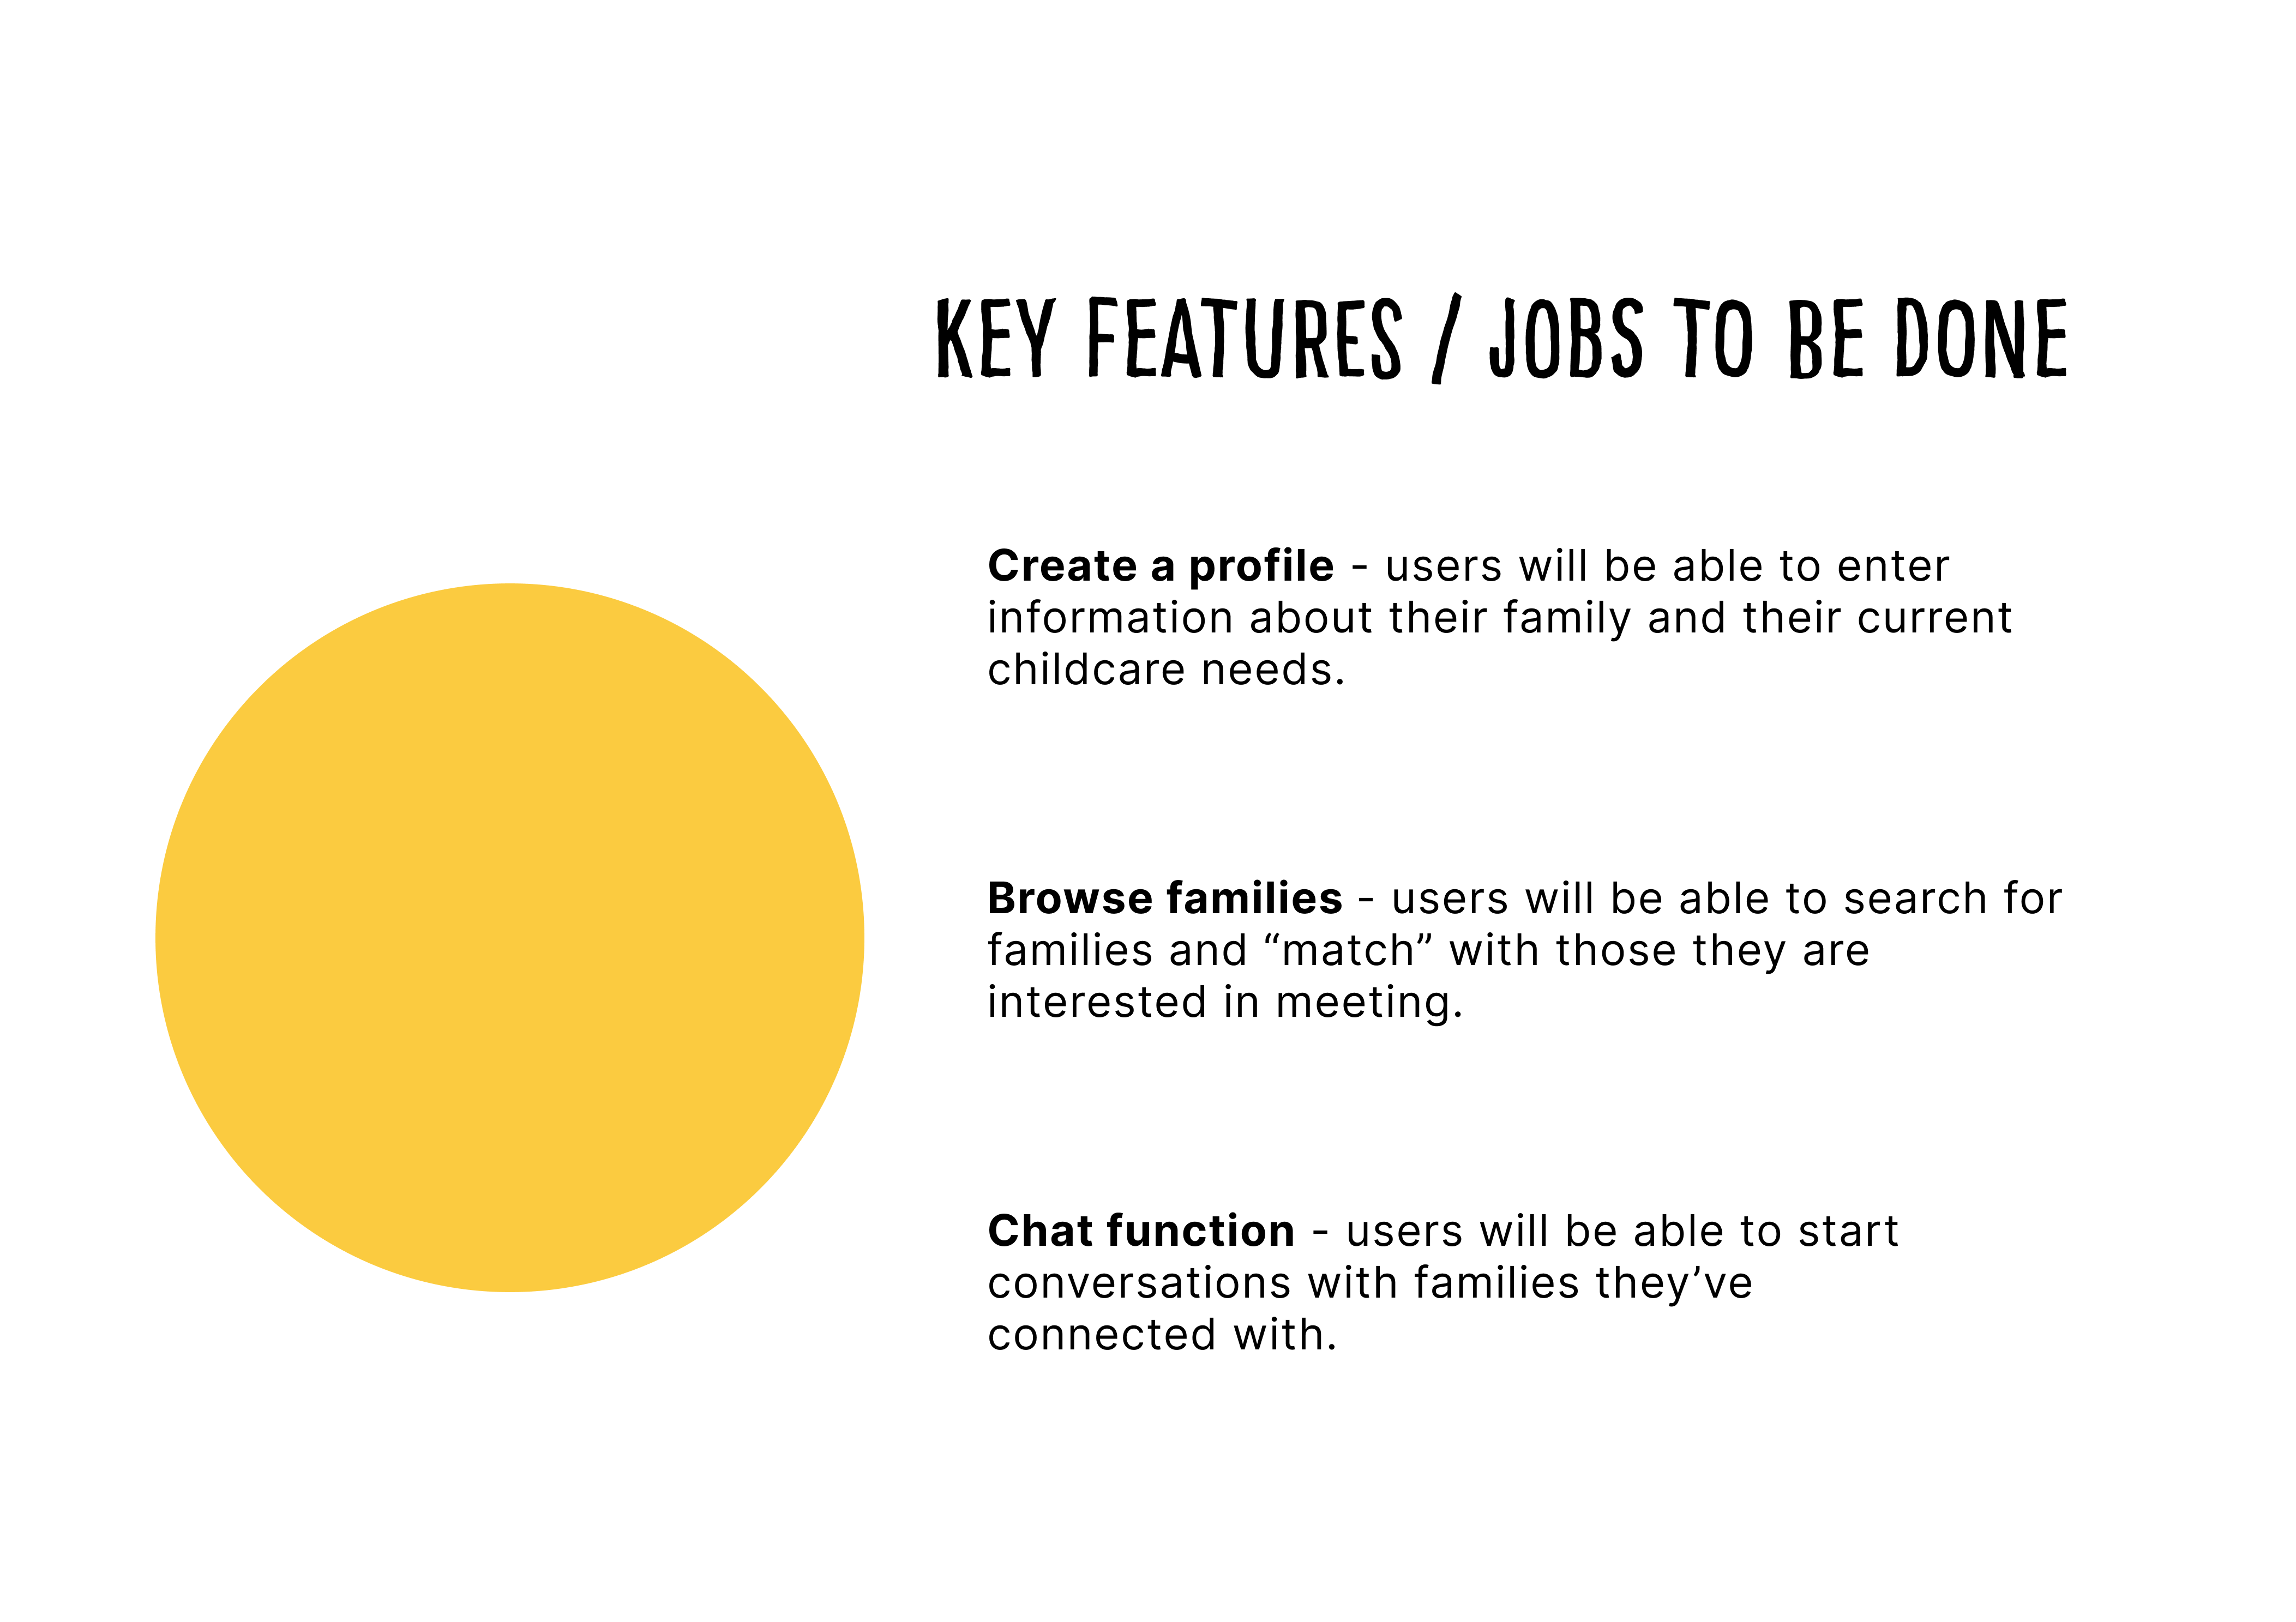 KEY FEATURES / JOBS TO BE DONE
Create a profile - users will be able to enter
information about their family and their current
childcare needs.
Browse families - users will be able to search for
families and “match” with those they are
interested in meeting.
Chat function - users will be able to start
conversations with families they’ve
connected with.